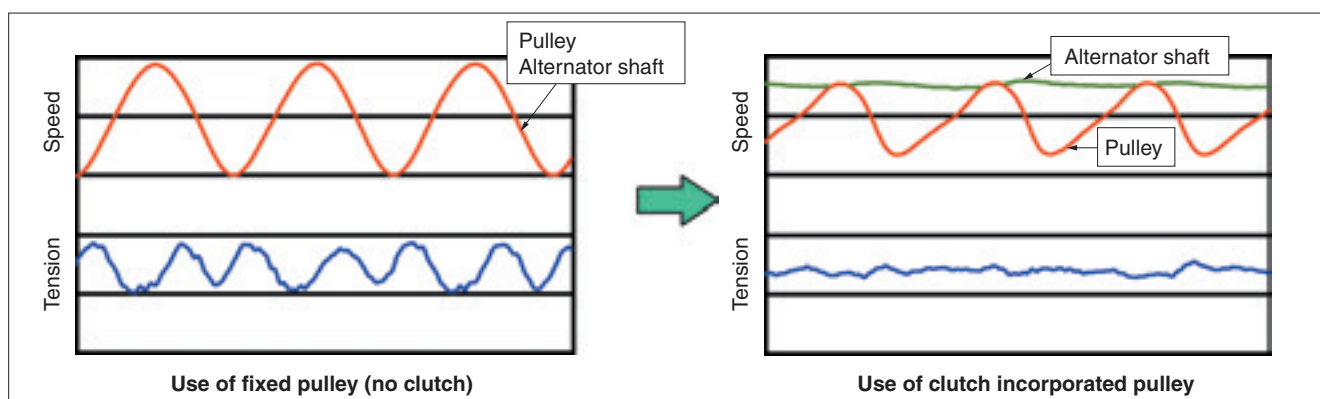 Pulley
Alternator shaft
Speed
Tension
Use of fixed pulley (no clutch)
Alternator shaft
Pulley
Speed
Tension
Use of clutch incorporated pulley